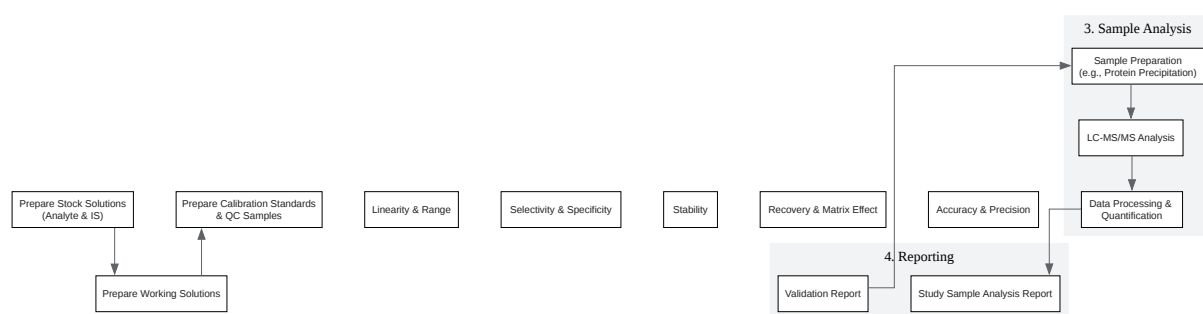 3. Sample Analysis
Sample Preparation
(e.g., Protein Precipitation)
LC-MS/MS Analysis
Prepare Stock Solutions
(Analyte & IS)
Prepare Calibration Standards
& QC Samples
Linearity & Range
Selectivity & Specificity
Stability
Recovery & Matrix Effect
Accuracy & Precision
Data Processing &
Quantification
4. Reporting
Prepare Working Solutions
Validation Report
Study Sample Analysis Report